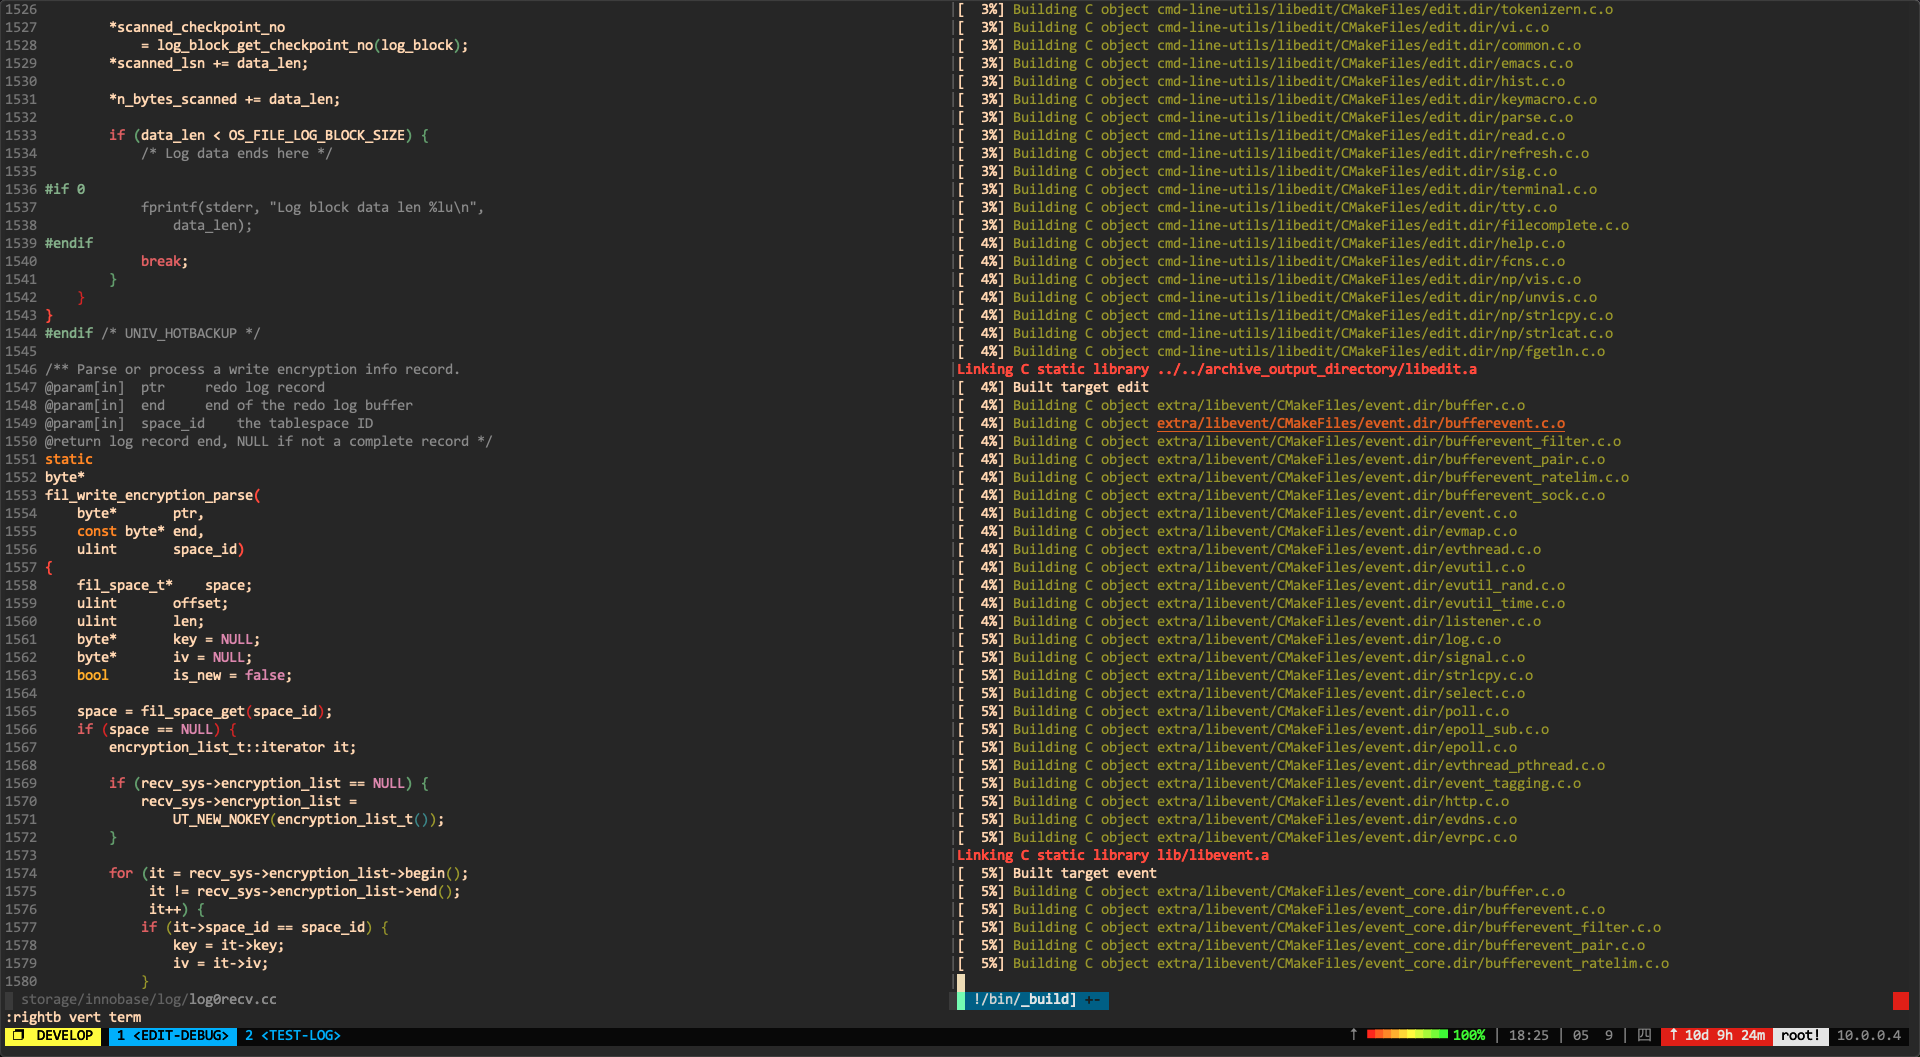 1526
1527         *scanned_checkpoint_no
1528             = log_block_get_checkpoint_no(log_block);
1529         *scanned_lsn += data_len;
1530
1531         *n_bytes_scanned += data_len;
1532
1533         if (data_len < OS_FILE_LOG_BLOCK_SIZE) {
1534             /* Log data ends here */
1535
1536 #if 0
1537             fprintf(stderr, "Log block data len %lu\n",
1538                 data_len);
1539 #endif
1540             break;
1541         }
1542     }
1543 }
1544 #endif /* UNIV_HOTBACKUP */
1545
1546 /** Parse or process a write encryption info record.
1547 @param[in]  ptr     redo log record
1548 @param[in]  end     end of the redo log buffer
1549 @param[in]  space_id    the tablespace ID
1550 @return log record end, NULL if not a complete record */
1551 static
1552 byte*
1553 fil_write_encryption_parse(
1554     byte*       ptr,
1555     const byte* end,
1556     ulint       space_id)
1557 {
1558     fil_space_t*    space;
1559     ulint       offset;
1560     ulint       len;
1561     byte*       key = NULL;
1562     byte*       iv = NULL;
1563     bool        is_new = false;
1564
1565     space = fil_space_get(space_id);
1566     if (space == NULL) {
1567         encryption_list_t::iterator it;
1568
1569         if (recv_sys->encryption_list == NULL) {
1570             recv_sys->encryption_list =
1571                 UT_NEW_NOKEY(encryption_list_t());
1572         }
1573
1574         for (it = recv_sys->encryption_list->begin();
1575              it != recv_sys->encryption_list->end();
1576              it++) {
1577             if (it->space_id == space_id) {
1578                 key = it->key;
1579                 iv = it->iv;
1580             }
storage/innobase/log/log0recv.cc
[  3%] Building C object cmd-line-utils/libedit/CMakeFiles/edit.dir/tokenizern.c.o
[  3%] Building C object cmd-line-utils/libedit/CMakeFiles/edit.dir/vi.c.o
[  3%] Building C object cmd-line-utils/libedit/CMakeFiles/edit.dir/common.c.o
[  3%] Building C object cmd-line-utils/libedit/CMakeFiles/edit.dir/emacs.c.o
[  3%] Building C object cmd-line-utils/libedit/CMakeFiles/edit.dir/hist.c.o
[  3%] Building C object cmd-line-utils/libedit/CMakeFiles/edit.dir/keymacro.c.o
[  3%] Building C object cmd-line-utils/libedit/CMakeFiles/edit.dir/parse.c.o
[  3%] Building C object cmd-line-utils/libedit/CMakeFiles/edit.dir/read.c.o
[  3%] Building C object cmd-line-utils/libedit/CMakeFiles/edit.dir/refresh.c.o
[  3%] Building C object cmd-line-utils/libedit/CMakeFiles/edit.dir/sig.c.o
[  3%] Building C object cmd-line-utils/libedit/CMakeFiles/edit.dir/terminal.c.o
[  3%] Building C object cmd-line-utils/libedit/CMakeFiles/edit.dir/tty.c.o
[  3%] Building C object cmd-line-utils/libedit/CMakeFiles/edit.dir/filecomplete.c.o
[  4%] Building C object cmd-line-utils/libedit/CMakeFiles/edit.dir/help.c.o
[  4%] Building C object cmd-line-utils/libedit/CMakeFiles/edit.dir/fcns.c.o
[  4%] Building C object cmd-line-utils/libedit/CMakeFiles/edit.dir/np/vis.c.o
[  4%] Building C object cmd-line-utils/libedit/CMakeFiles/edit.dir/np/unvis.c.o
[  4%] Building C object cmd-line-utils/libedit/CMakeFiles/edit.dir/np/strlcpy.c.o
[  4%] Building C object cmd-line-utils/libedit/CMakeFiles/edit.dir/np/strlcat.c.o
[  4%] Building C object cmd-line-utils/libedit/CMakeFiles/edit.dir/np/fgetln.c.o
Linking C static library ../../archive_output_directory/libedit.a
[  4%] Built target edit
[  4%] Building C object extra/libevent/CMakeFiles/event.dir/buffer.c.o
[  4%] Building C object extra/libevent/CMakeFiles/event.dir/bufferevent.c.o
[  4%] Building C object extra/libevent/CMakeFiles/event.dir/bufferevent_filter.c.o
[  4%] Building C object extra/libevent/CMakeFiles/event.dir/bufferevent_pair.c.o
[  4%] Building C object extra/libevent/CMakeFiles/event.dir/bufferevent_ratelim.c.o
[  4%] Building C object extra/libevent/CMakeFiles/event.dir/bufferevent_sock.c.o
[  4%] Building C object extra/libevent/CMakeFiles/event.dir/event.c.o
[  4%] Building C object extra/libevent/CMakeFiles/event.dir/evmap.c.o
[  4%] Building C object extra/libevent/CMakeFiles/event.dir/evthread.c.o
[  4%] Building C object extra/libevent/CMakeFiles/event.dir/evutil.c.o
[  4%] Building C object extra/libevent/CMakeFiles/event.dir/evutil_rand.c.o
[  4%] Building C object extra/libevent/CMakeFiles/event.dir/evutil_time.c.o
[  4%] Building C object extra/libevent/CMakeFiles/event.dir/listener.c.o
[  5%] Building C object extra/libevent/CMakeFiles/event.dir/log.c.o
[  5%] Building C object extra/libevent/CMakeFiles/event.dir/signal.c.o
[  5%] Building C object extra/libevent/CMakeFiles/event.dir/strlcpy.c.o
[  5%] Building C object extra/libevent/CMakeFiles/event.dir/select.c.o
[  5%] Building C object extra/libevent/CMakeFiles/event.dir/poll.c.o
[  5%] Building C object extra/libevent/CMakeFiles/event.dir/epoll_sub.c.o
[  5%] Building C object extra/libevent/CMakeFiles/event.dir/epoll.c.o
[  5%] Building C object extra/libevent/CMakeFiles/event.dir/evthread_pthread.c.o
[  5%] Building C object extra/libevent/CMakeFiles/event.dir/event_tagging.c.o
[  5%] Building C object extra/libevent/CMakeFiles/event.dir/http.c.o
[  5%] Building C object extra/libevent/CMakeFiles/event.dir/evdns.c.o
[  5%] Building C object extra/libevent/CMakeFiles/event.dir/evrpc.c.o
Linking C static library lib/libevent.a
[  5%] Built target event
[  5%] Building C object extra/libevent/CMakeFiles/event_core.dir/buffer.c.o
[  5%] Building C object extra/libevent/CMakeFiles/event_core.dir/bufferevent.c.o
[  5%] Building C object extra/libevent/CMakeFiles/event_core.dir/bufferevent_filter.c.o
[  5%] Building C object extra/libevent/CMakeFiles/event_core.dir/bufferevent_pair.c.o
[  5%] Building C object extra/libevent/CMakeFiles/event_core.dir/bufferevent_ratelim.c.o
!/bin/_build] +-
:rightb vert term
❐ DEVELOP 1 <EDIT-DEBUG> 2 <TEST-LOG> ↑ 100% | 18:25 | 05 9 | 四 ↑ 10d 9h 24m root! 10.0.0.4